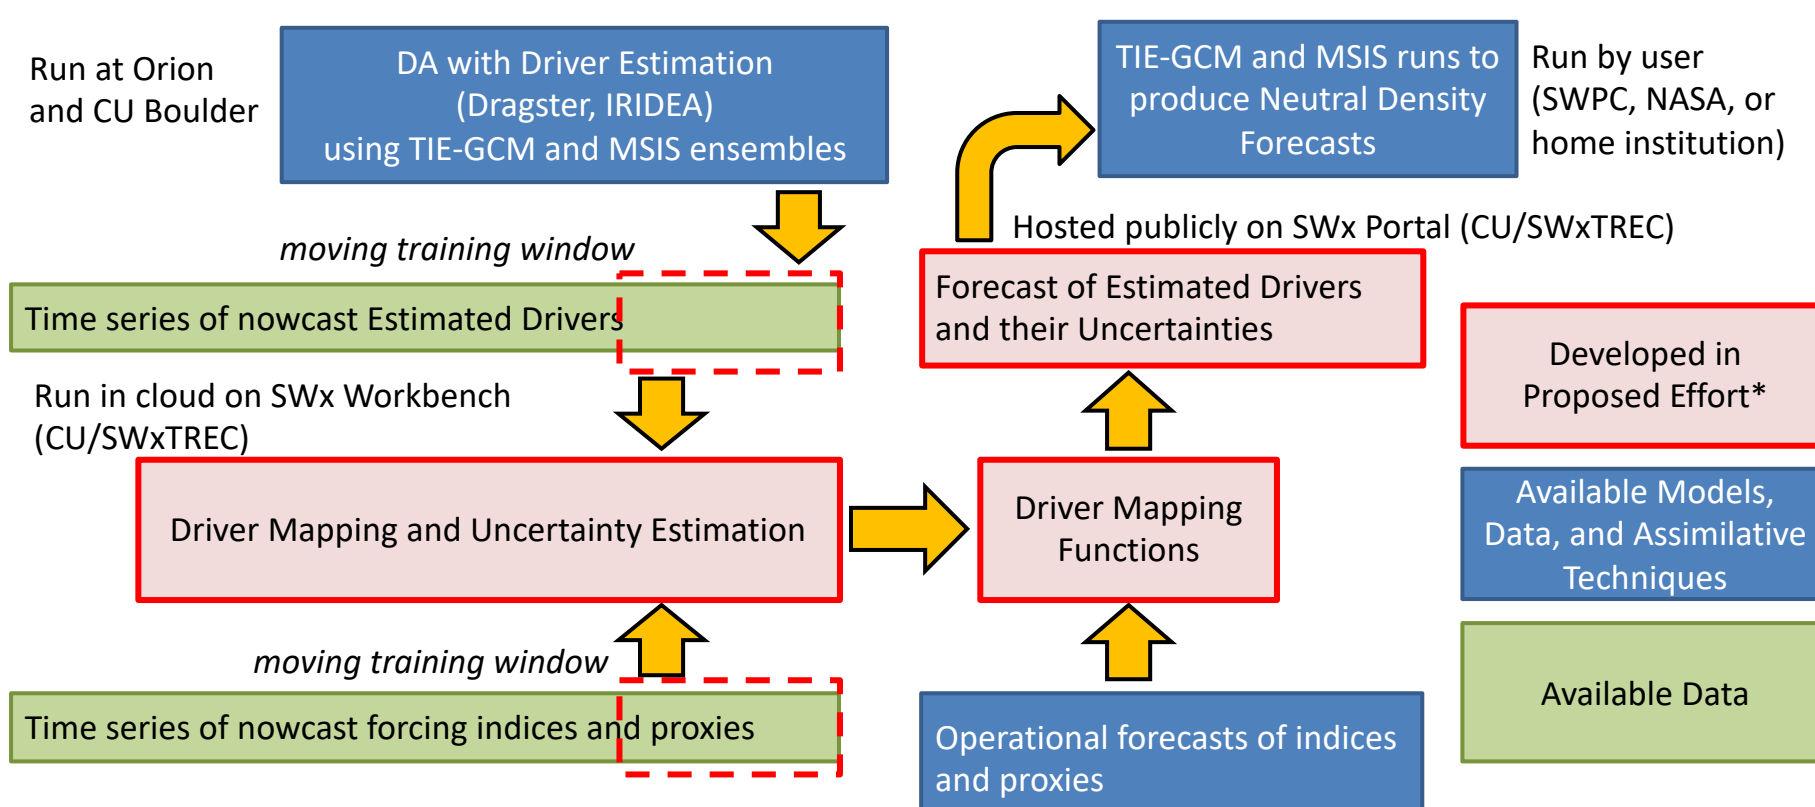 Run at Orion
and CU Boulder
DA with Driver Estimation
(Dragster, IRIDEA)
using TIE-GCM and MSIS ensembles
TIE-GCM and MSIS runs to
produce Neutral Density
Forecasts
Run by user
(SWPC, NASA, or
home institution)
moving training window
Hosted publicly on SWx Portal (CU/SWxTREC)
Time series of nowcast Estimated Drivers
Forecast of Estimated Drivers
and their Uncertainties
Developed in
Proposed Effort*
Run in cloud on SWx Workbench
(CU/SWxTREC)
Driver Mapping and Uncertainty Estimation
Driver Mapping
Functions
Available Models,
Data, and Assimilative
Techniques
moving training window
Time series of nowcast forcing indices and proxies
Operational forecasts of indices
and proxies
Available Data